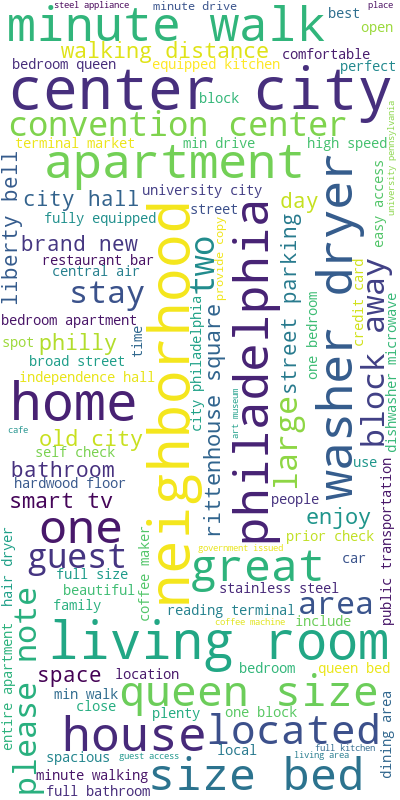 steel appliance
minute drive
best
place
minute walk
open
walking distance
comfortable
bedroom queen
equipped kitchen
perfect
center city
block
convention center
terminal market
min drive
high speed
apartment
university pennsylvania
easy access
liberty bell
city hall
university city
day
fully equipped
street
neighborhood
philadelphia
washer dryer
brand new
two
provide copy
street parking
restaurant bar
central air
stay
block away
credit card
dishwasher microwave
bedroom apartment
time
city philadelphia
rittenhouse square
large
one bedroom
spot
philly
broad street
independence hall
home
art museum
cafe
old city
self check
bathroom
use
hardwood floor
people
public transportation
smart tv
one
enjoy
coffee maker
prior check
hair dryer
guest
government issued
car
great
full size
stainless steel
beautiful
please note
family
reading terminal
area
include
coffee machine
entire apartment
living room
space
location
bedroom
queen bed
min walk
queen size
close
plenty
one block
dining area
house
located
local
full kitchen
spacious
guest access
living area
minute walking
size bed
full bathroom